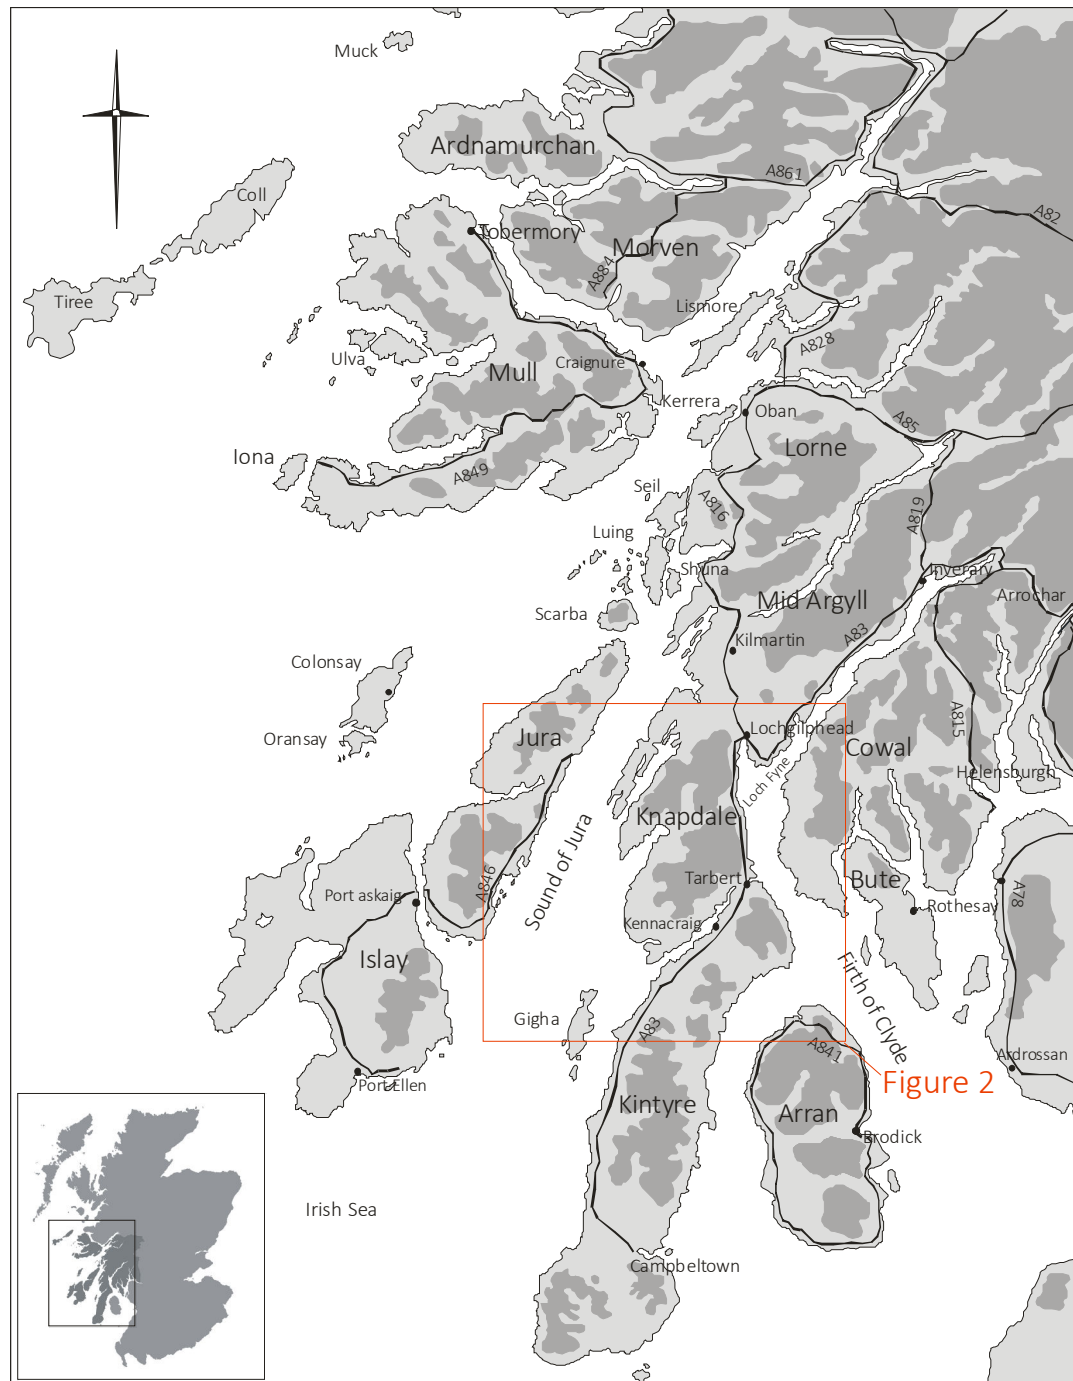 Muck
Ardnamurchan
A861
Coll
A82
Tobermory
Morven
A884
Tiree
Lismore
A828
Ulva
Craignure
Mull
Kerrera
Oban
A85
Lorne
Iona
A849
Seil
A816
A819
Luing
Shuna
Inverary
Arrochar
Mid Argyll
Scarba
A83
Kilmartin
Colonsay
A815
Oransay
Jura
Lochgilphead
Cowal
Helensburgh
Loch Fyne
Knapdale
Sound of Jura
A846
Tarbert
Bute
A78
Port askaig
Rothesay
Kennacraig
Islay
Firth of Clyde
Gigha
A83
A841
Ardrossan
Port Ellen
Figure 2
Kintyre
Arran
Brodick
Irish Sea
Campbeltown